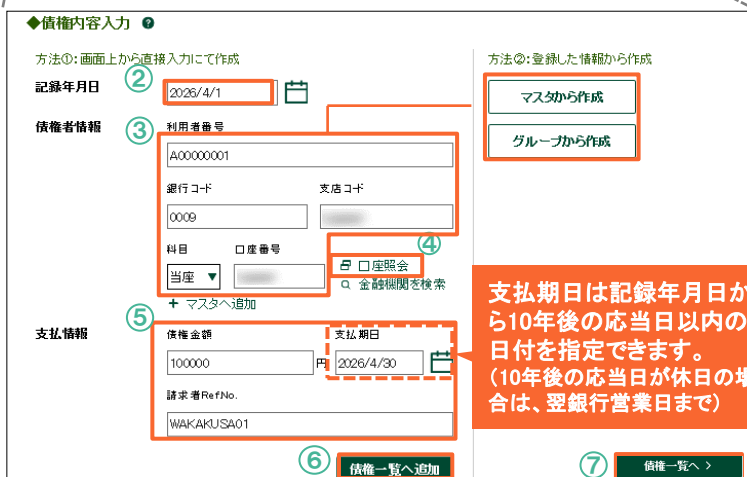 ◆債権内容入力 ?
方法①:画面上から直接入力にて作成
方法②:登録した情報から作成
記録年月日
②
2026/4/1
マスタから作成
債権者情報
③
利用者番号
グループから作成
A00000001
銀行コード 支店コード
0009
科目 口座番号
④
当座 ▼
口座照会
金融機関を検索
+ マスタへ追加
支払期日は記録年月日か
ら10年後の応当日以内の
日付を指定できます。
(10年後の応当日が休日の場
合は、翌銀行営業日まで)
⑤
支払情報
債権金額 支払期日
100000 円 2026/4/30
請求者RefNo.
WAKAKUSA01
⑥ 債権一覧へ追加
⑦ 債権一覧へ >